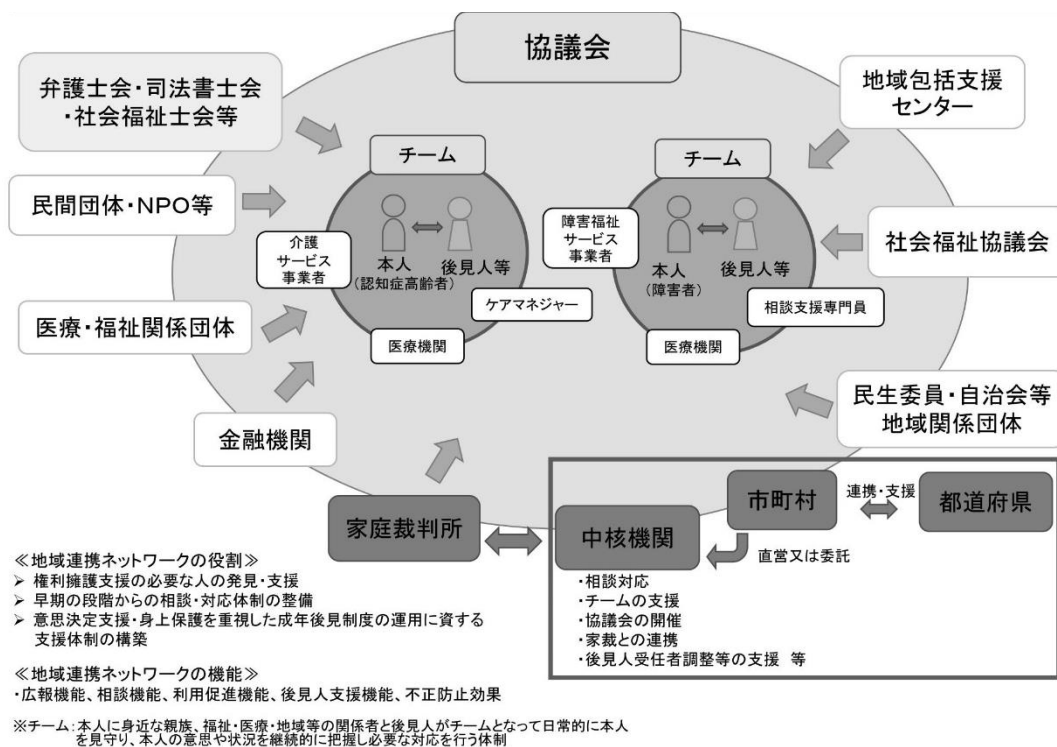 協議会
弁護士会・司法書士会
・社会福祉士会等
地域包括支援
センター
チーム
チーム
民間団体・NPO等
介護
サービス
事業者
本人
(認知症高齢者)
後見人等
障害福祉
サービス
事業者
本人
(障害者)
後見人等
社会福祉協議会
ケアマネジャー
相談支援専門員
医療・福祉関係団体
医療機関
医療機関
金融機関
民生委員・自治会等
地域関係団体
家庭裁判所
中核機関
市町村
連携・支援
都道府県
直営又は委託
・相談対応
・チームの支援
・協議会の開催
・家裁との連携
・後見人受任者調整等の支援 等
≪地域連携ネットワークの役割≫
➢ 権利擁護支援の必要な人の発見・支援
➢ 早期の段階からの相談・対応体制の整備
➢ 意思決定支援・身上保護を重視した成年後見制度の運用に資する
支援体制の構築
≪地域連携ネットワークの機能≫
・広報機能、相談機能、利用促進機能、後見人支援機能、不正防止効果
※チーム:本人に身近な親族、福祉・医療・地域等の関係者と後見人がチームとなって日常的に本人
を見守り、本人の意思や状況を継続的に把握し必要な対応を行う体制